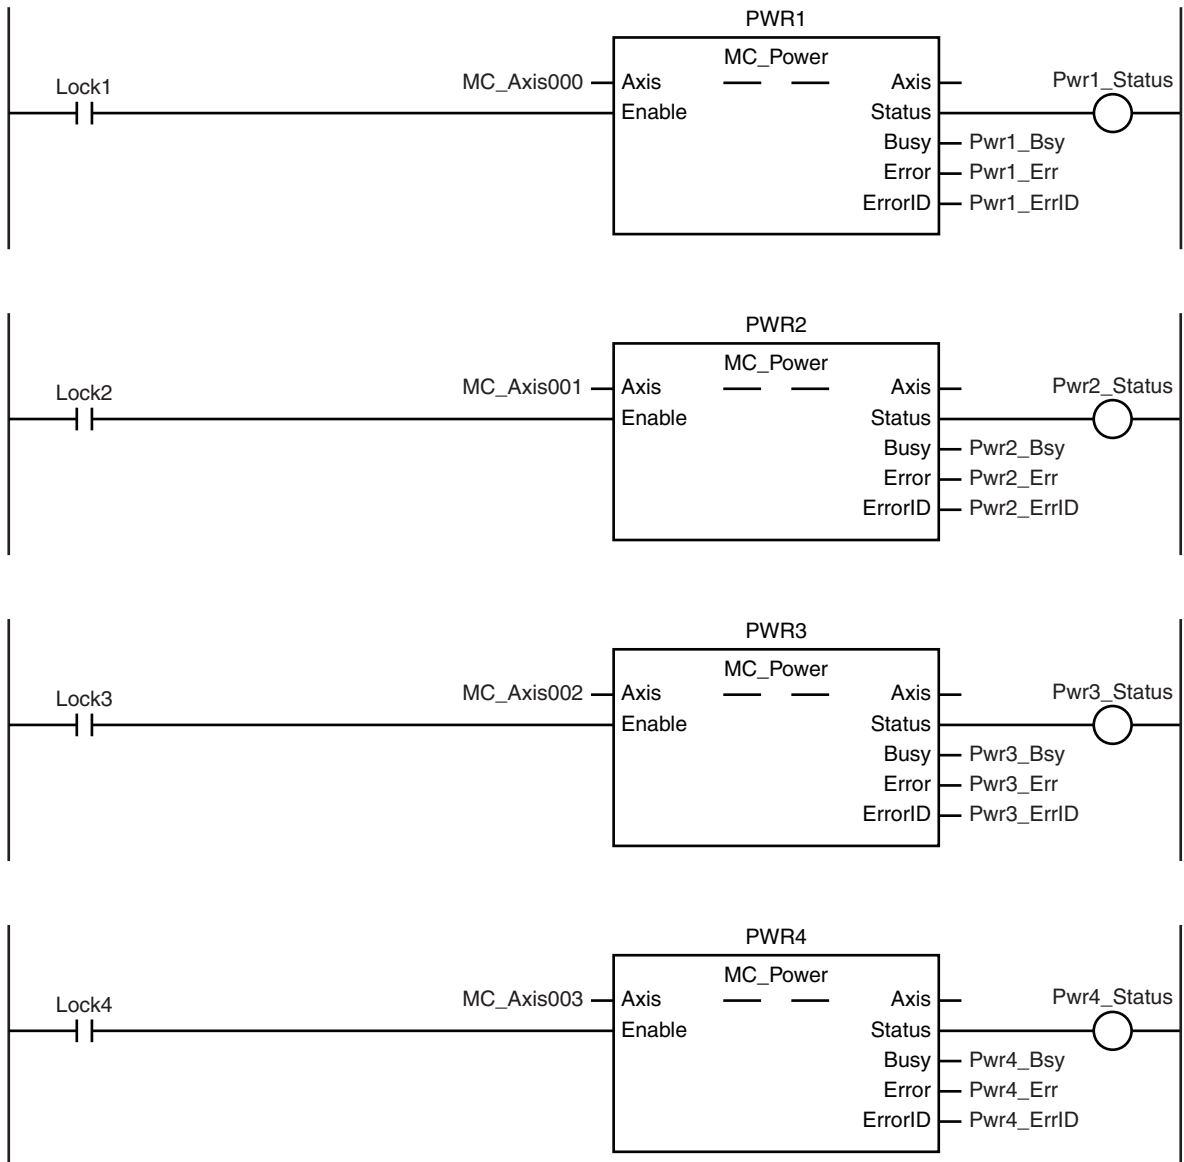 PWR1
MC_Power
Lock1
MC_Axis000
Axis
Axis
Pwr1_Status
Enable
Status
Busy
Pwr1_Bsy
Error
Pwr1_Err
ErrorID
Pwr1_ErrID
PWR2
MC_Power
Lock2
MC_Axis001
Axis
Axis
Pwr2_Status
Enable
Status
Busy
Pwr2_Bsy
Error
Pwr2_Err
ErrorID
Pwr2_ErrID
PWR3
MC_Power
Lock3
MC_Axis002
Axis
Axis
Pwr3_Status
Enable
Status
Busy
Pwr3_Bsy
Error
Pwr3_Err
ErrorID
Pwr3_ErrID
PWR4
MC_Power
Lock4
MC_Axis003
Axis
Axis
Pwr4_Status
Enable
Status
Busy
Pwr4_Bsy
Error
Pwr4_Err
ErrorID
Pwr4_ErrID